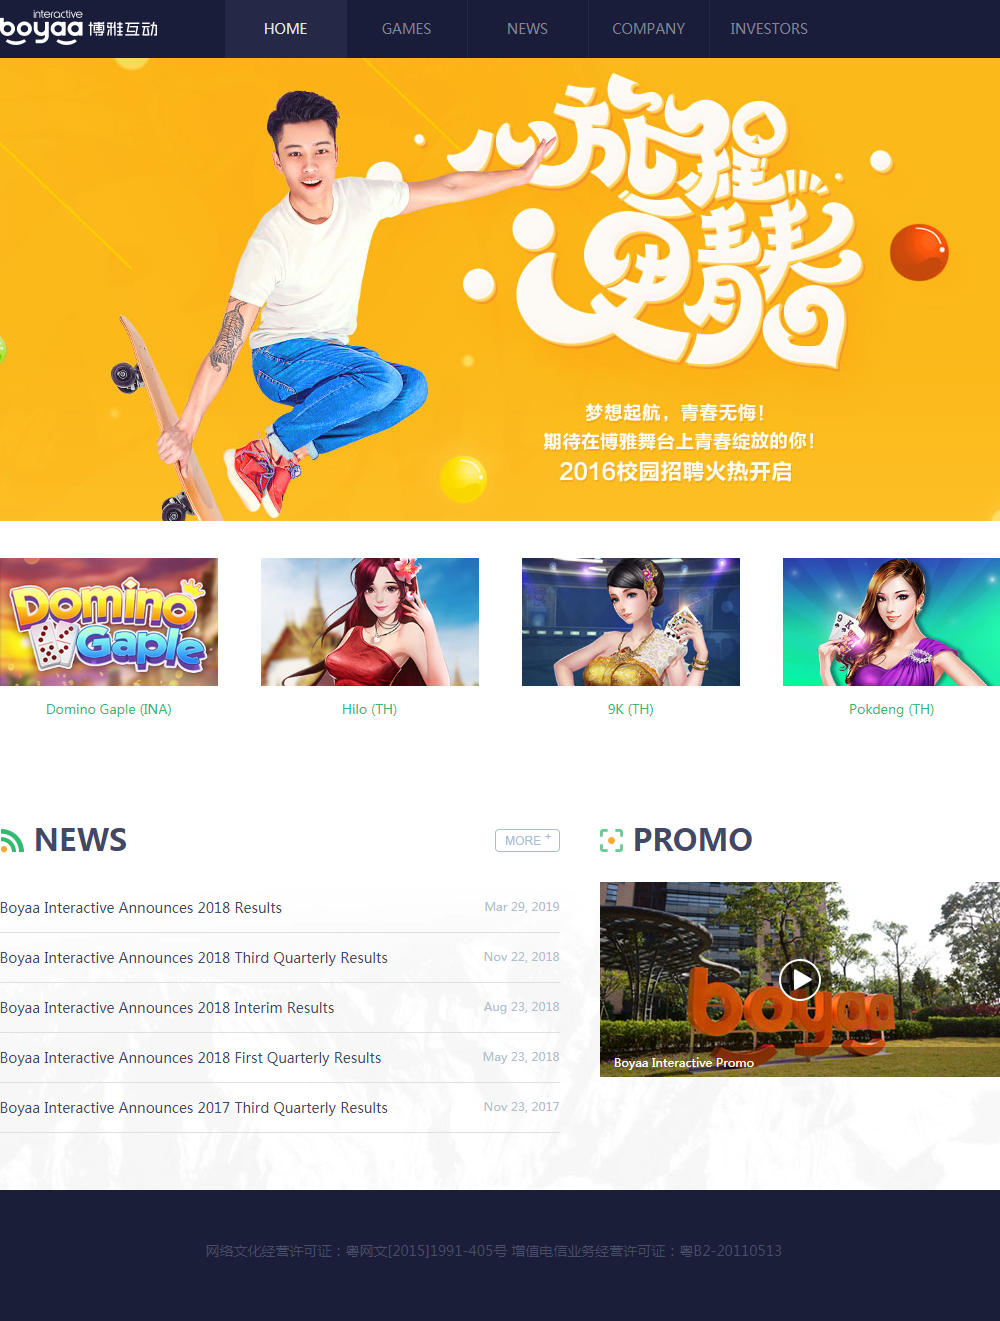 interactive
boyaa 博雅互动
HOME
GAMES
NEWS
COMPANY
INVESTORS
梦想起航，青春无悔！
期待在博雅舞台上青春绽放的你！
2016校园招聘火热开启
Domino
Gaple
9 K
Domino Gaple (INA)
Hilo (TH)
9K (TH)
Pokdeng (TH)
NEWS
MORE +
Boyaa Interactive Announces 2018 Results Mar 29, 2019
Boyaa Interactive Announces 2018 Third Quarterly Results Nov 22, 2018
Boyaa Interactive Announces 2018 Interim Results Aug 23, 2018
Boyaa Interactive Announces 2018 First Quarterly Results May 23, 2018
Boyaa Interactive Announces 2017 Third Quarterly Results Nov 23, 2017
PROMO
boyaa
Boyaa Interactive Promo
网络文化经营许可证：粤网文[2015]1991-405号 增值电信业务经营许可证：粤B2-20110513